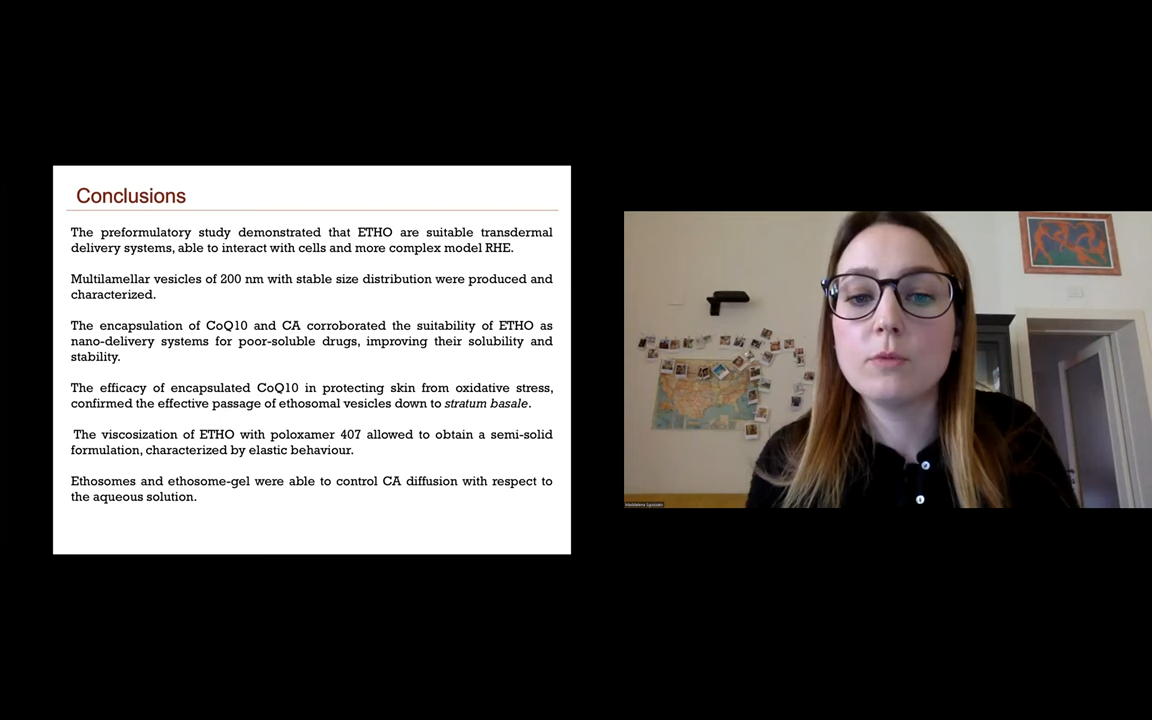 Conclusions
The preformulatory study demonstrated that ETHO are suitable transdermal
delivery systems, able to interact with cells and more complex model RHE.
Multilamellar vesicles of 200 nm with stable size distribution were produced and
characterized.
The encapsulation of CoQ10 and CA corroborated the suitability of ETHO as
nano-delivery systems for poor-soluble drugs, improving their solubility and
stability.
The efficacy of encapsulated CoQ10 in protecting skin from oxidative stress,
confirmed the effective passage of ethosomal vesicles down to stratum basale.
The viscosization of ETHO with poloxamer 407 allowed to obtain a semi-solid
formulation, characterized by elastic behaviour.
Ethosomes and ethosome-gel were able to control CA diffusion with respect to
the aqueous solution.